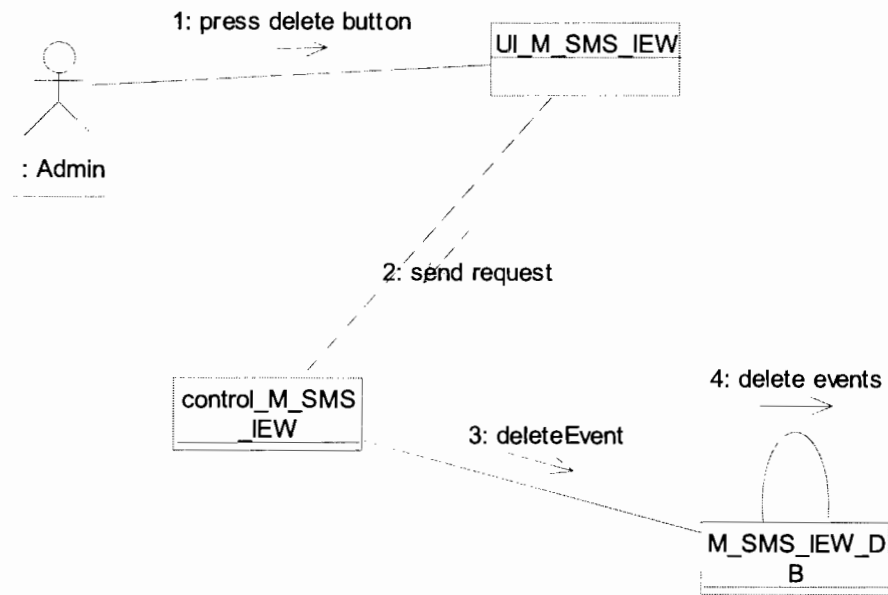 1: press delete button
UI_M_SMS_IEW
: Admin
2: send request
control_M_SMS
_IEW
4: delete events
3: deleteEvent
M_SMS_IEW_D
B